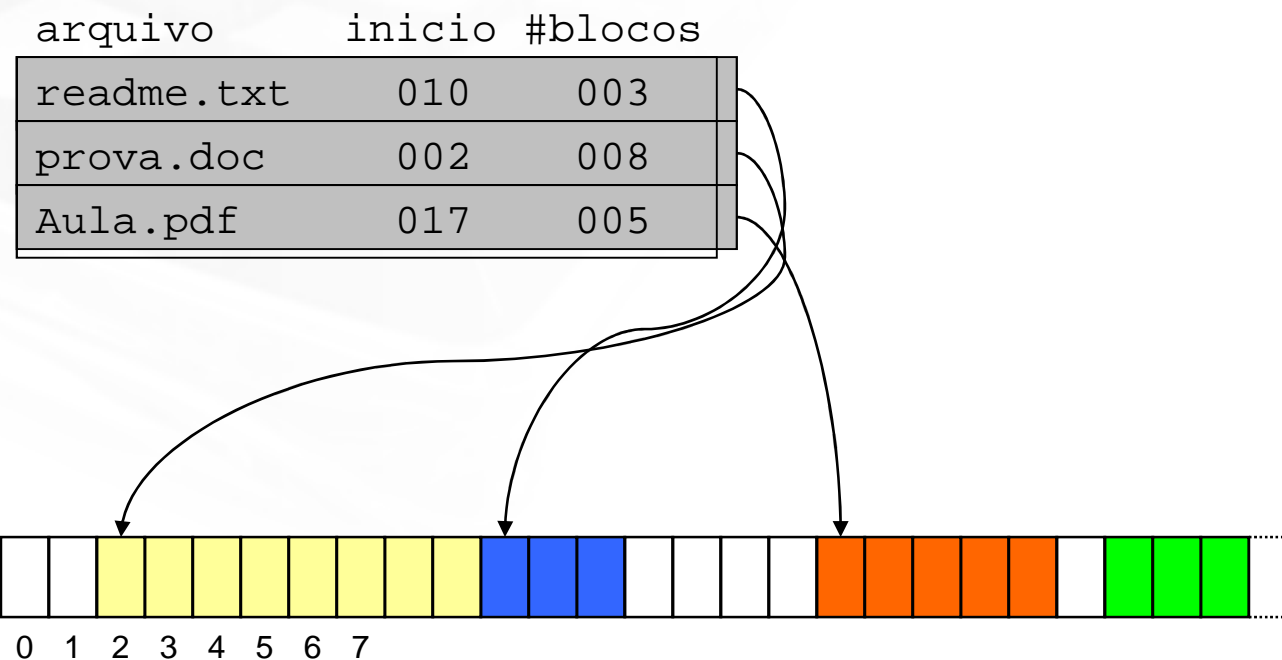 arquivo inicio #blocos
readme.txt 010 003
prova.doc 002 008
Aula.pdf 017 005
0 1 2 3 4 5 6 7